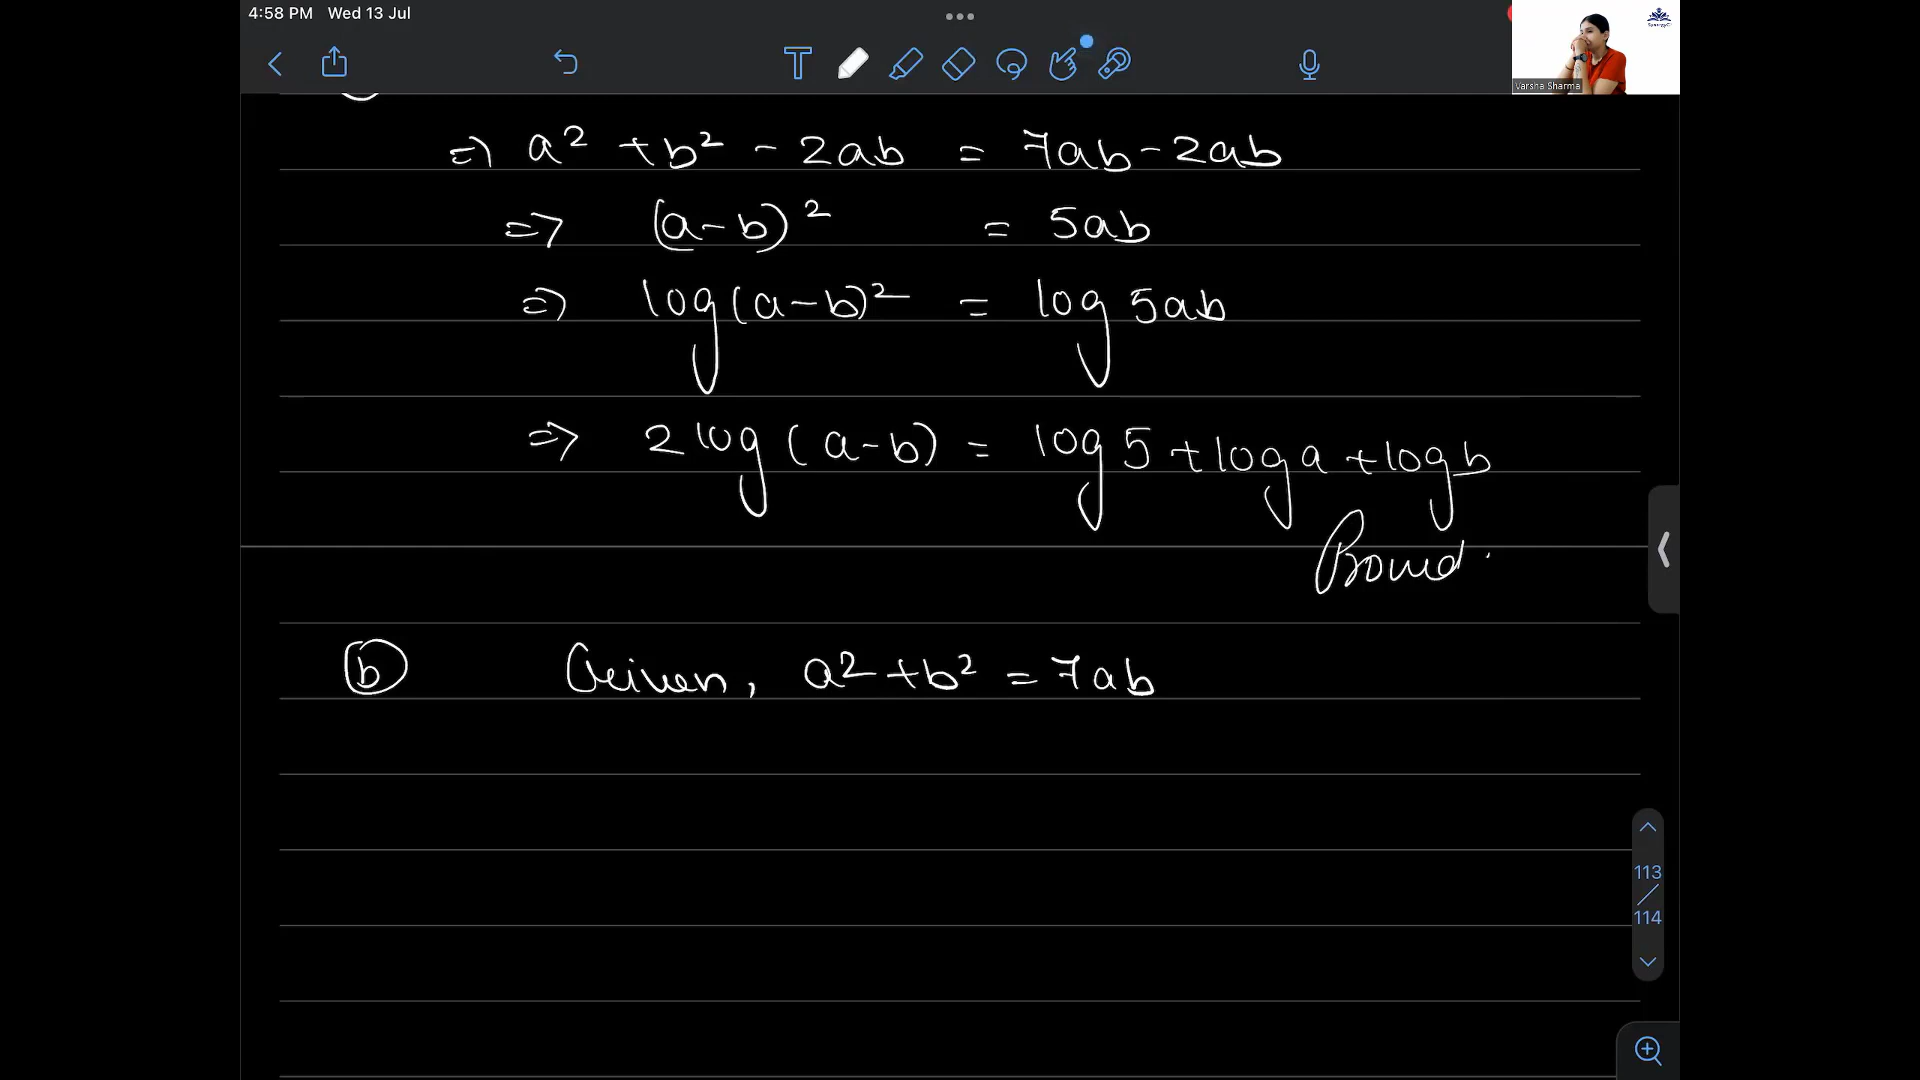 4:58 PM Wed 13 Jul
Synergy
Varsha Sharma
=> a² + b² - 2ab = 7ab - 2ab
=> (a-b)² = 5ab
=> log(a-b)² = log 5ab
=> 2 log (a-b) = log 5 + log a + log b
Proved.
(b) Given, a² + b² = 7ab
113
/
114